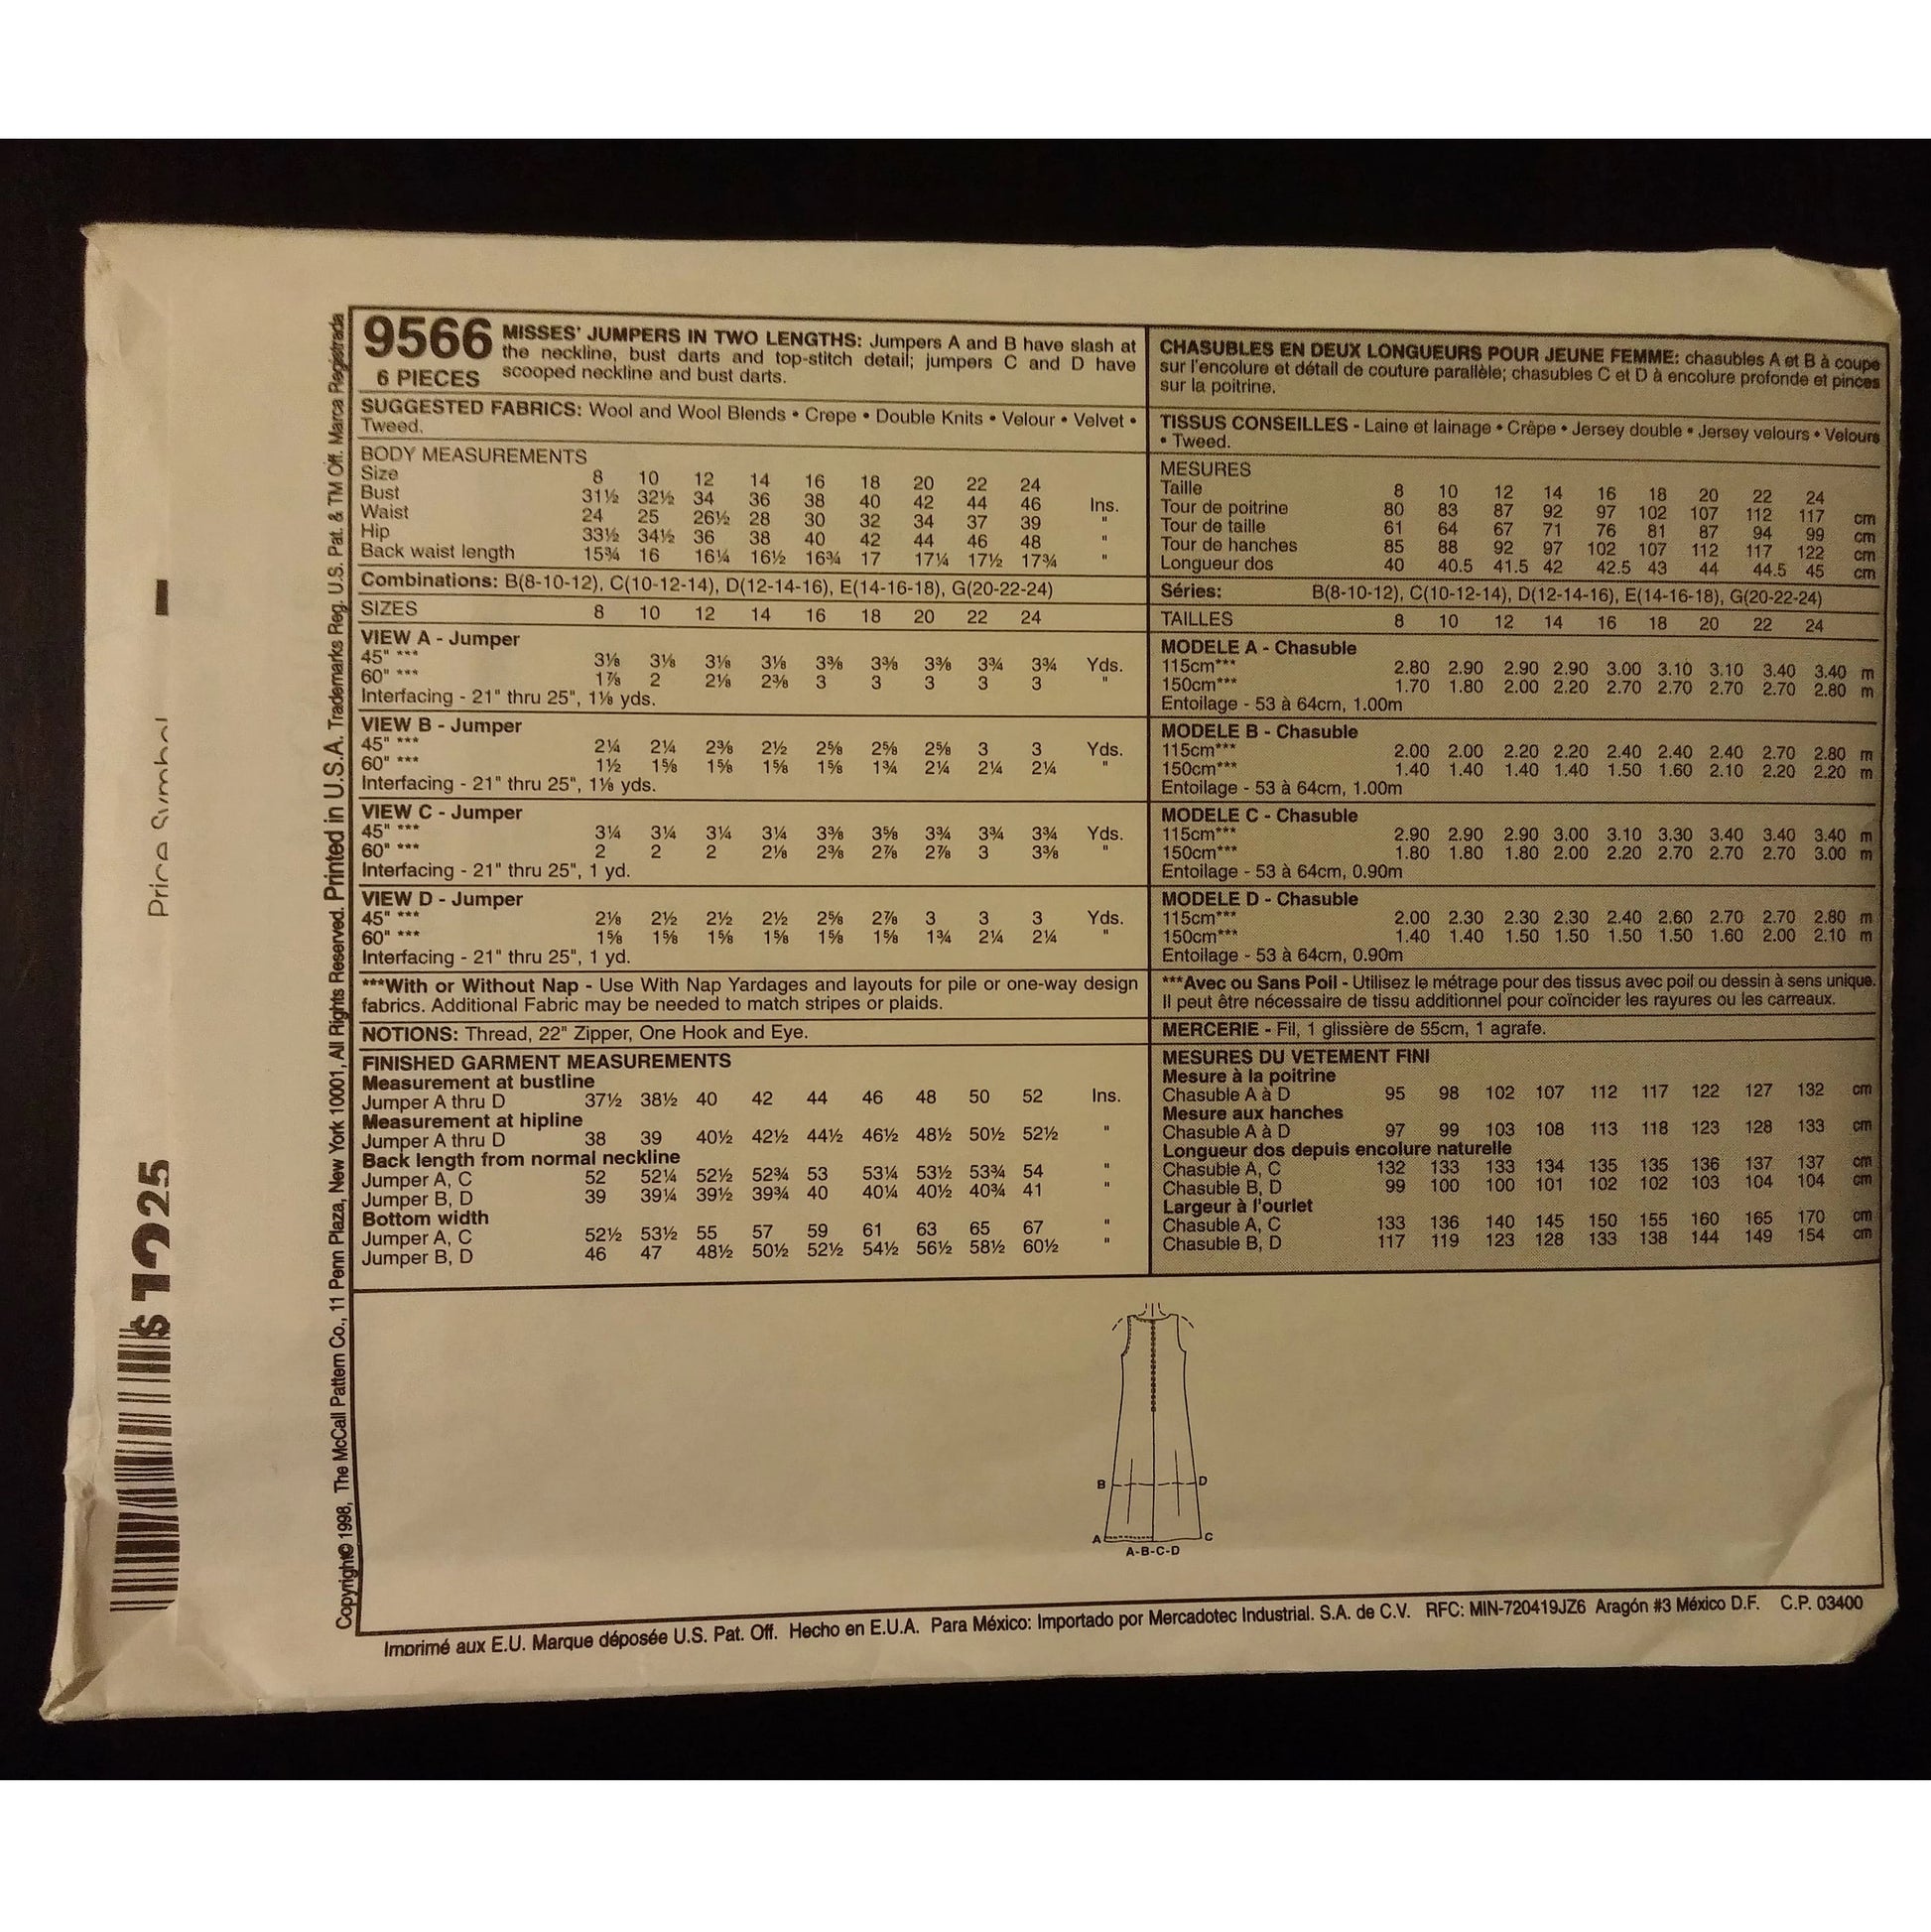 9566
6 PIECES
MISSES' JUMPERS IN TWO LENGTHS: Jumpers A and B have slash at
the neckline, bust darts and top-stitch detail; jumpers C and D have
scooped neckline and bust darts.
SUGGESTED FABRICS: Wool and Wool Blends • Crepe • Double Knits • Velour • Velvet •
Tweed.
BODY MEASUREMENTS
Size 8 10 12 14 16 18 20 22 24
Bust 31½ 32½ 34 36 38 40 42 44 46 Ins.
Waist 24 25 26½ 28 30 32 34 37 39 "
Hip 33½ 34½ 36 38 40 42 44 46 48 "
Back waist length 15¾ 16 16¼ 16½ 16¾ 17 17¼ 17½ 17¾ "
Combinations: B(8-10-12), C(10-12-14), D(12-14-16), E(14-16-18), G(20-22-24)
SIZES 8 10 12 14 16 18 20 22 24
VIEW A - Jumper
45" *** 3⅛ 3⅛ 3⅛ 3⅛ 3⅜ 3⅜ 3⅜ 3¾ 3¾ Yds.
60" *** 1⅞ 2 2⅛ 2⅜ 3 3 3 3 3 "
Interfacing - 21" thru 25", 1⅛ yds.
VIEW B - Jumper
45" *** 2¼ 2¼ 2⅜ 2½ 2⅝ 2⅝ 2⅝ 3 3 Yds.
60" *** 1½ 1⅝ 1⅝ 1⅝ 1⅝ 1¾ 2¼ 2¼ 2¼ "
Interfacing - 21" thru 25", 1⅛ yds.
VIEW C - Jumper
45" *** 3¼ 3¼ 3¼ 3¼ 3⅜ 3⅝ 3¾ 3¾ 3¾ Yds.
60" *** 2 2 2 2⅛ 2⅜ 2⅞ 2⅞ 3 3⅜ "
Interfacing - 21" thru 25", 1 yd.
VIEW D - Jumper
45" *** 2⅛ 2½ 2½ 2½ 2⅝ 2⅞ 3 3 3 Yds.
60" *** 1⅝ 1⅝ 1⅝ 1⅝ 1⅝ 1⅝ 1¾ 2¼ 2¼ "
Interfacing - 21" thru 25", 1 yd.
***With or Without Nap - Use With Nap Yardages and layouts for pile or one-way design
fabrics. Additional Fabric may be needed to match stripes or plaids.
NOTIONS: Thread, 22" Zipper, One Hook and Eye.
FINISHED GARMENT MEASUREMENTS
Measurement at bustline
Jumper A thru D 37½ 38½ 40 42 44 46 48 50 52 Ins.
Measurement at hipline
Jumper A thru D 38 39 40½ 42½ 44½ 46½ 48½ 50½ 52½ "
Back length from normal neckline
Jumper A, C 52 52¼ 52½ 52¾ 53 53¼ 53½ 53¾ 54 "
Jumper B, D 39 39¼ 39½ 39¾ 40 40¼ 40½ 40¾ 41 "
Bottom width
Jumper A, C 52½ 53½ 55 57 59 61 63 65 67 "
Jumper B, D 46 47 48½ 50½ 52½ 54½ 56½ 58½ 60½ "
CHASUBLES EN DEUX LONGUEURS POUR JEUNE FEMME: chasubles A et B à coupe
sur l'encolure et détail de couture parallèle; chasubles C et D à encolure profonde et pinces
sur la poitrine.
TISSUS CONSEILLES - Laine et lainage • Crêpe • Jersey double • Jersey velours • Velours
• Tweed.
MESURES
Taille 8 10 12 14 16 18 20 22 24
Tour de poitrine 80 83 87 92 97 102 107 112 117 cm
Tour de taille 61 64 67 71 76 81 87 94 99 cm
Tour de hanches 85 88 92 97 102 107 112 117 122 cm
Longueur dos 40 40.5 41.5 42 42.5 43 44 44.5 45 cm
Séries: B(8-10-12), C(10-12-14), D(12-14-16), E(14-16-18), G(20-22-24)
TAILLES 8 10 12 14 16 18 20 22 24
MODELE A - Chasuble
115cm*** 2.80 2.90 2.90 2.90 3.00 3.10 3.10 3.40 3.40 m
150cm*** 1.70 1.80 2.00 2.20 2.70 2.70 2.70 2.70 2.80 m
Entoilage - 53 à 64cm, 1.00m
MODELE B - Chasuble
115cm*** 2.00 2.00 2.20 2.20 2.40 2.40 2.40 2.70 2.80 m
150cm*** 1.40 1.40 1.40 1.40 1.50 1.60 2.10 2.20 2.20 m
Entoilage - 53 à 64cm, 1.00m
MODELE C - Chasuble
115cm*** 2.90 2.90 2.90 3.00 3.10 3.30 3.40 3.40 3.40 m
150cm*** 1.80 1.80 1.80 2.00 2.20 2.70 2.70 2.70 3.00 m
Entoilage - 53 à 64cm, 0.90m
MODELE D - Chasuble
115cm*** 2.00 2.30 2.30 2.30 2.40 2.60 2.70 2.70 2.80 m
150cm*** 1.40 1.40 1.50 1.50 1.50 1.50 1.60 2.00 2.10 m
Entoilage - 53 à 64cm, 0.90m
***Avec ou Sans Poil - Utilisez le métrage pour des tissus avec poil ou dessin à sens unique.
Il peut être nécessaire de tissu additionnel pour coïncider les rayures ou les carreaux.
MERCERIE - Fil, 1 glissière de 55cm, 1 agrafe.
MESURES DU VETEMENT FINI
Mesure à la poitrine
Chasuble A à D 95 98 102 107 112 117 122 127 132 cm
Mesure aux hanches
Chasuble A à D 97 99 103 108 113 118 123 128 133 cm
Longueur dos depuis encolure naturelle
Chasuble A, C 132 133 133 134 135 135 136 137 137 cm
Chasuble B, D 99 100 100 101 102 102 103 104 104 cm
Largeur à l'ourlet
Chasuble A, C 133 136 140 145 150 155 160 165 170 cm
Chasuble B, D 117 119 123 128 133 138 144 149 154 cm
B D
A C
A-B-C-D
Imprimé aux E.U. Marque déposée U.S. Pat. Off. Hecho en E.U.A. Para México: Importado por Mercadotec Industrial. S.A. de C.V. RFC: MIN-720419JZ6 Aragón #3 México D.F. C.P. 03400
Copyright© 1998, The McCall Pattern Co., 11 Penn Plaza, New York 10001, All Rights Reserved. Printed in U.S.A. Trademarks Reg. U.S. Pat. & TM Off. Marca Registrada
Price Symbol